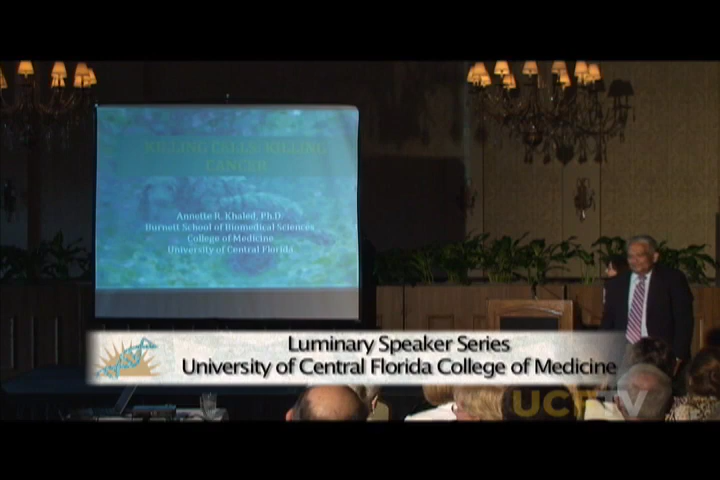 KILLING CELLS: KILLING
CANCER
Annette R. Khaled, Ph.D
Burnett School of Biomedical Sciences
College of Medicine
University of Central Florida
Luminary Speaker Series
University of Central Florida College of Medicine
UCF TV